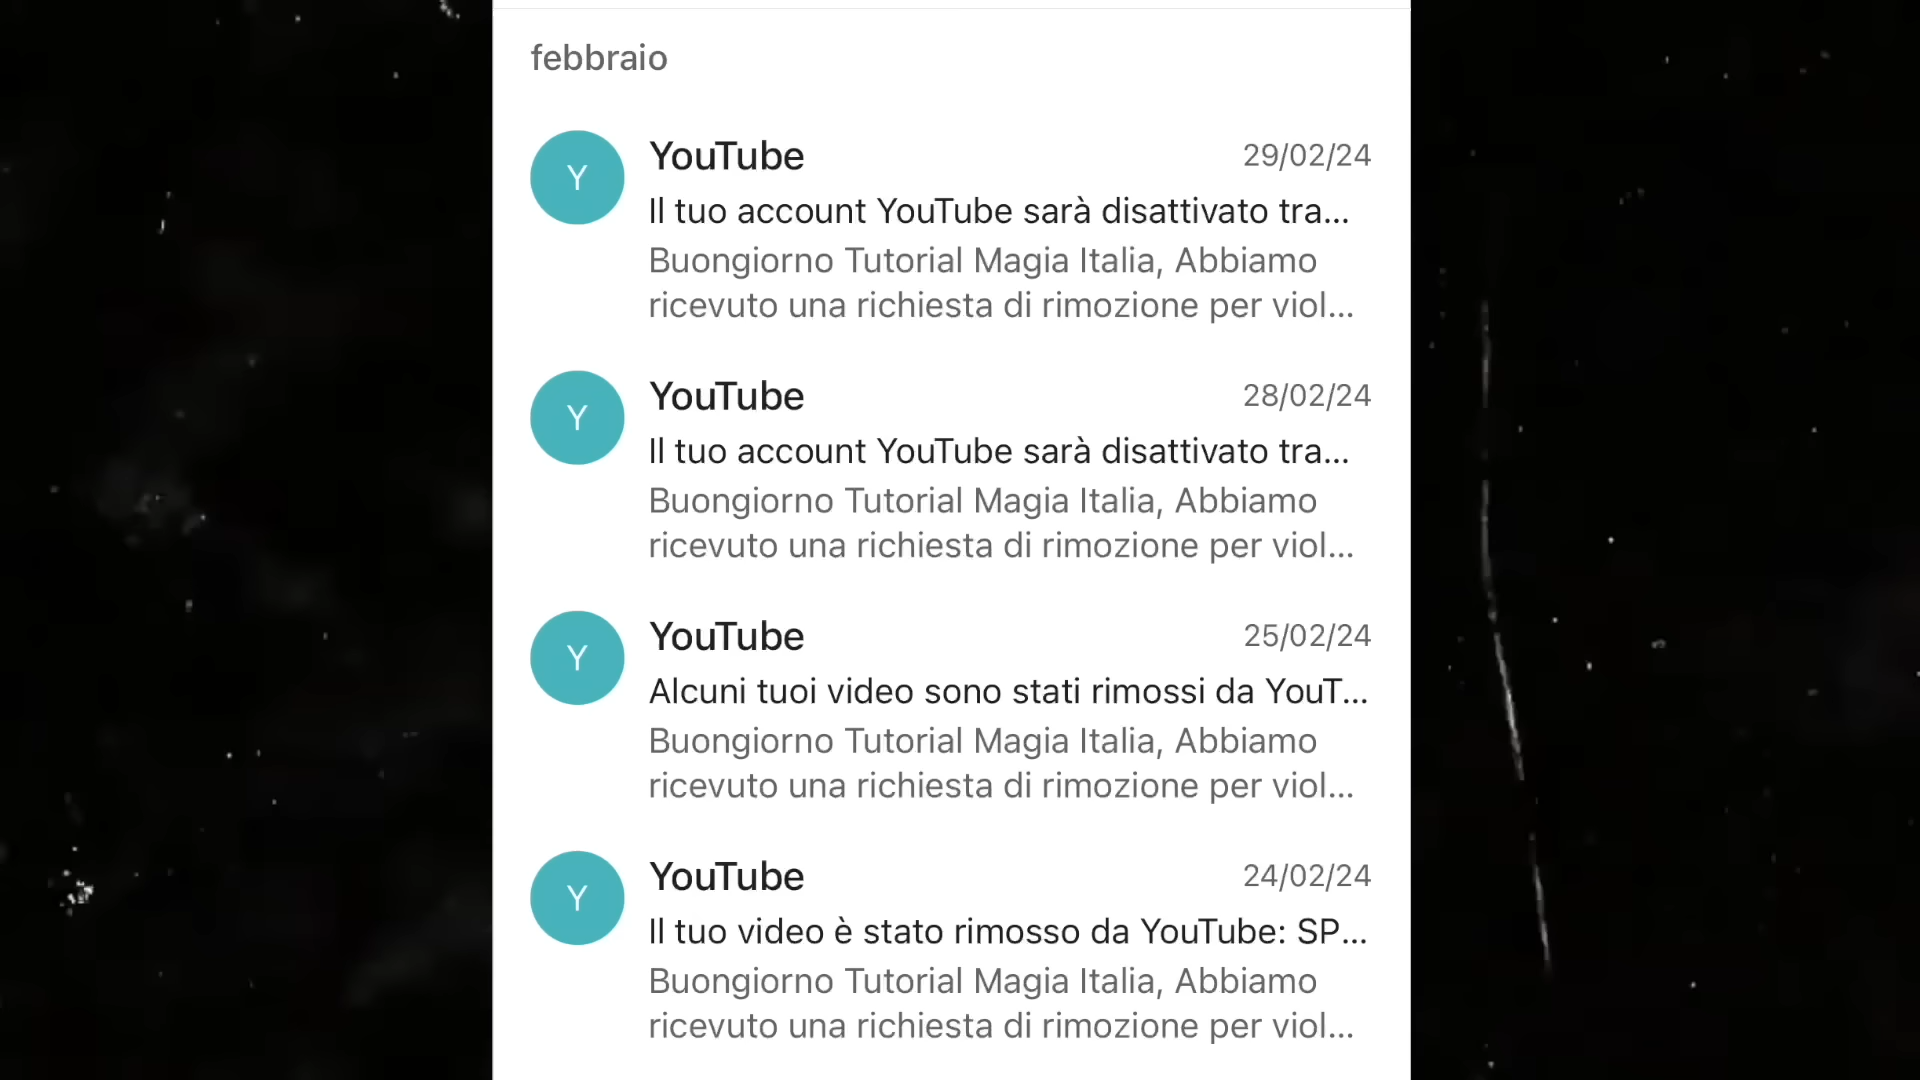 febbraio
Y
YouTube
29/02/24
Il tuo account YouTube sarà disattivato tra...
Buongiorno Tutorial Magia Italia, Abbiamo
ricevuto una richiesta di rimozione per viol...
Y
YouTube
28/02/24
Il tuo account YouTube sarà disattivato tra...
Buongiorno Tutorial Magia Italia, Abbiamo
ricevuto una richiesta di rimozione per viol...
Y
YouTube
25/02/24
Alcuni tuoi video sono stati rimossi da YouT...
Buongiorno Tutorial Magia Italia, Abbiamo
ricevuto una richiesta di rimozione per viol...
Y
YouTube
24/02/24
Il tuo video è stato rimosso da YouTube: SP...
Buongiorno Tutorial Magia Italia, Abbiamo
ricevuto una richiesta di rimozione per viol...